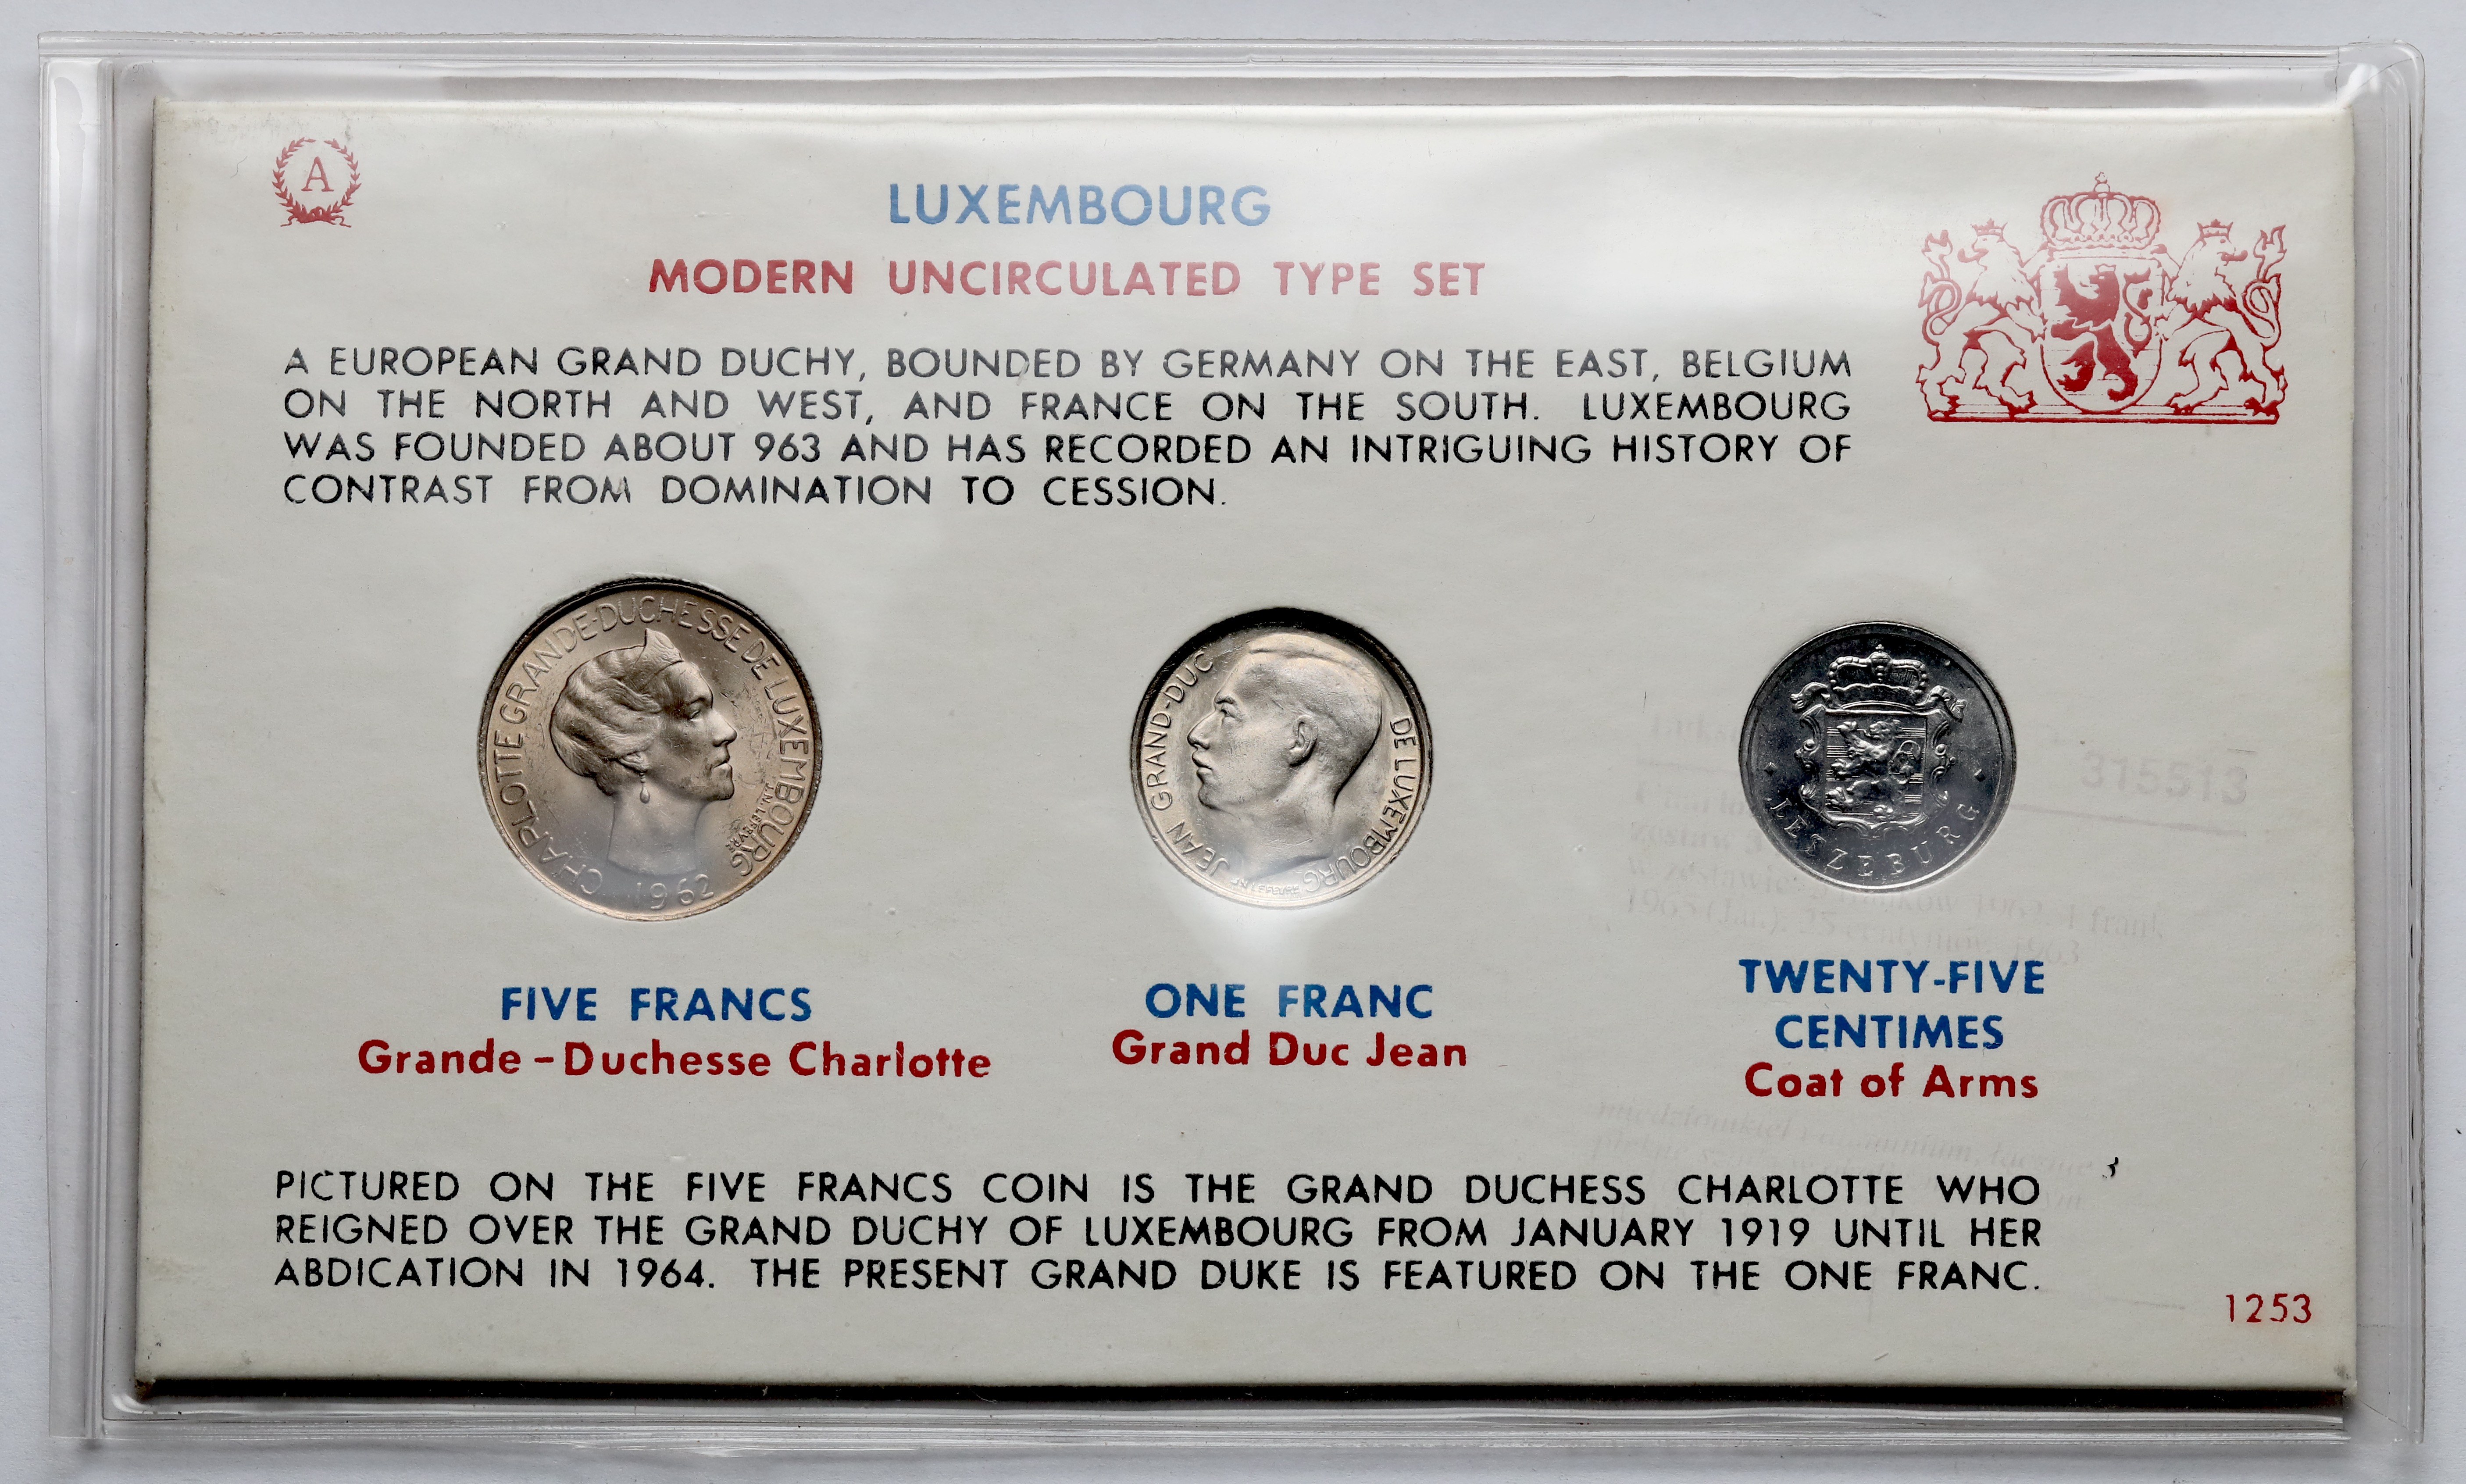 A
LUXEMBOURG
MODERN UNCIRCULATED TYPE SET
A EUROPEAN GRAND DUCHY, BOUNDED BY GERMANY ON THE EAST, BELGIUM
ON THE NORTH AND WEST, AND FRANCE ON THE SOUTH. LUXEMBOURG
WAS FOUNDED ABOUT 963 AND HAS RECORDED AN INTRIGUING HISTORY OF
CONTRAST FROM DOMINATION TO CESSION.
CHARLOTTE GRANDE-DUCHESSE DE LUXEMBOURG
J.N.LEFEVRE
1962
JEAN GRAND-DUC DE LUXEMBOURG
LETZEBURG
315513
FIVE FRANCS
Grande-Duchesse Charlotte
ONE FRANC
Grand Duc Jean
TWENTY-FIVE
CENTIMES
Coat of Arms
PICTURED ON THE FIVE FRANCS COIN IS THE GRAND DUCHESS CHARLOTTE WHO
REIGNED OVER THE GRAND DUCHY OF LUXEMBOURG FROM JANUARY 1919 UNTIL HER
ABDICATION IN 1964. THE PRESENT GRAND DUKE IS FEATURED ON THE ONE FRANC.
1253